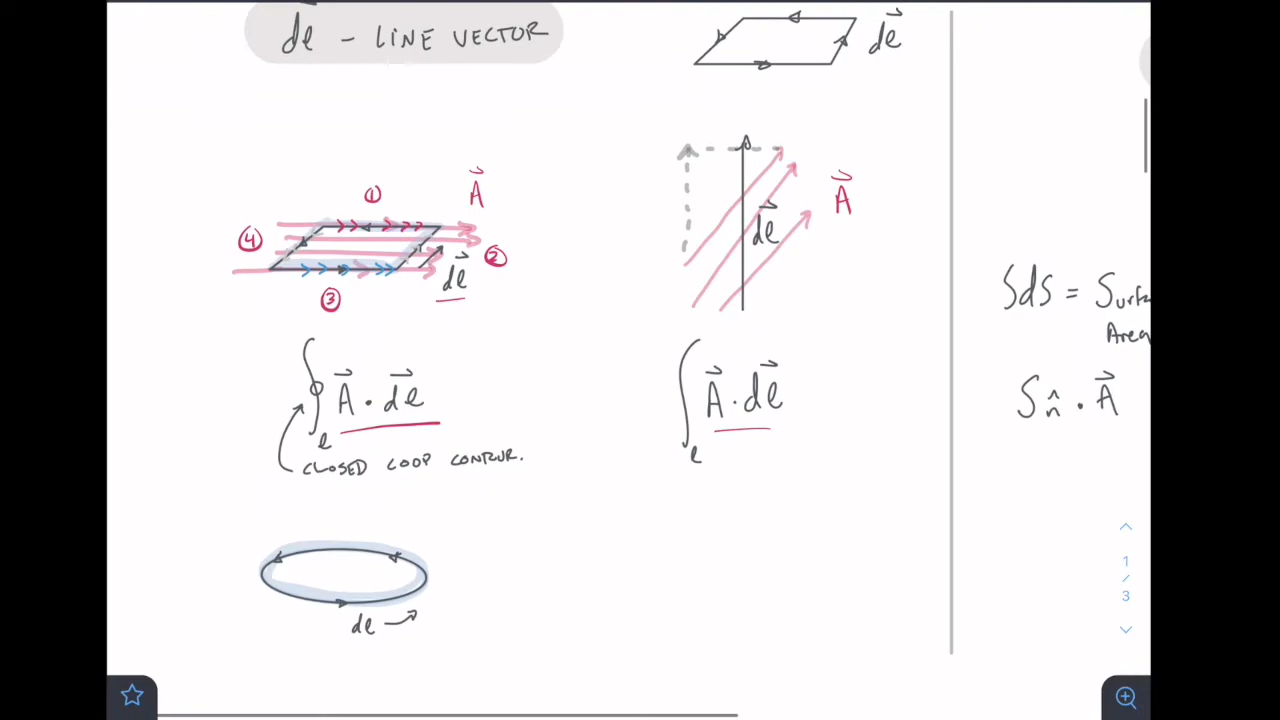 dl⃗ - LINE VECTOR
dl⃗
①
A⃗
④
②
dl⃗
③
A⃗
dl⃗
∮ₗ A⃗ · dl⃗
CLOSED LOOP CONTOUR.
∫ₗ A⃗ · dl⃗
dl
∫ds = Surfa
Area
S n̂ · A⃗
1
/
3